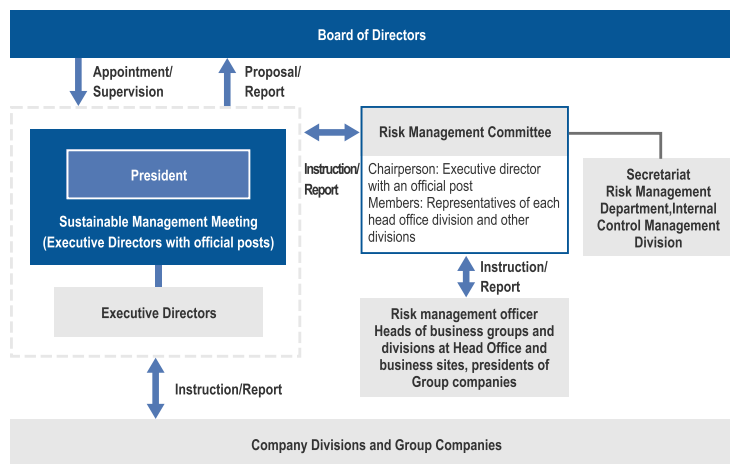 Board of Directors
Appointment/
Supervision
Proposal/
Report
President
Sustainable Management Meeting
(Executive Directors with official posts)
Executive Directors
Instruction/
Report
Risk Management Committee
Chairperson: Executive director
with an official post
Members: Representatives of each
head office division and other
divisions
Secretariat
Risk Management
Department,Internal
Control Management
Division
Instruction/
Report
Risk management officer
Heads of business groups and
divisions at Head Office and
business sites, presidents of
Group companies
Instruction/Report
Company Divisions and Group Companies